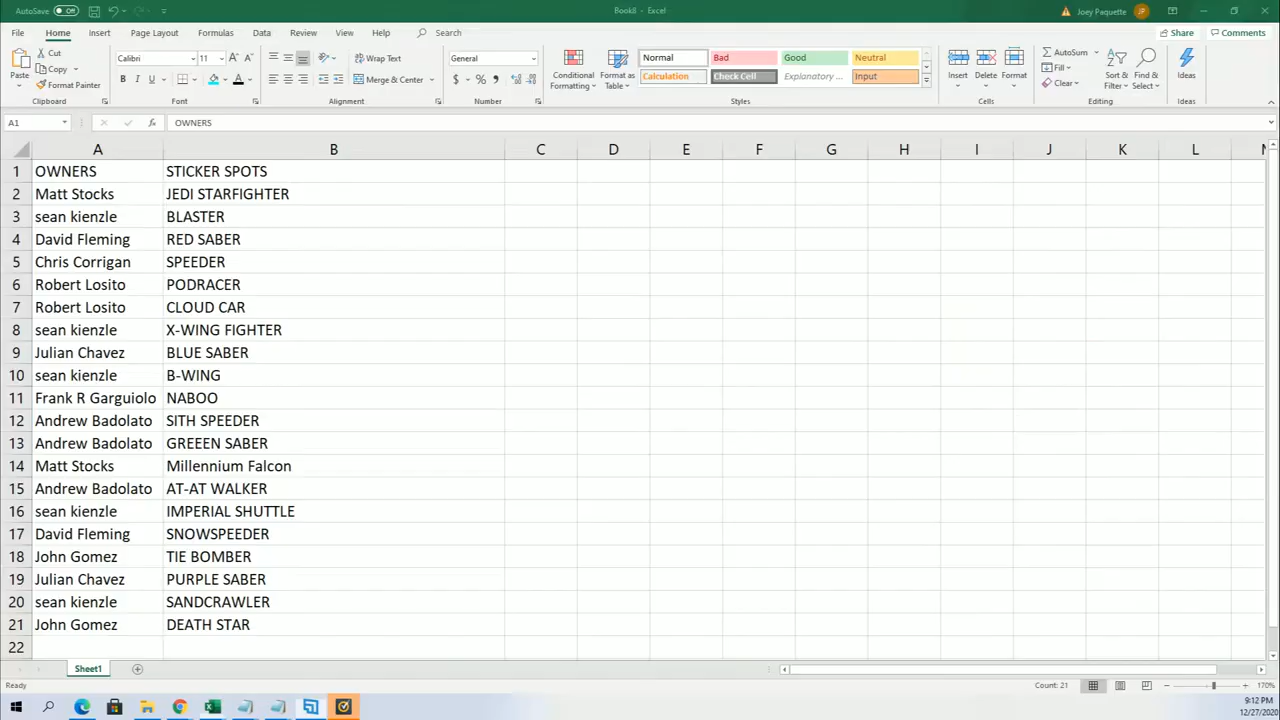 AutoSave Off Book8 - Excel Joey Paquette JP
File Home Insert Page Layout Formulas Data Review View Help Search Share Comments
Paste Cut Copy Format Painter Clipboard
Calibri 11 A A B I U A Font
Wrap Text Merge & Center Alignment
General $ % , Number
Conditional Formatting Format as Table
Normal Bad Good Neutral
Calculation Check Cell Explanatory ... Input
Styles
Insert Delete Format Cells
AutoSum Fill Clear Sort & Filter Find & Select Editing
Ideas Ideas
A1 fx OWNERS
A B C D E F G H I J K L
1 OWNERS STICKER SPOTS
2 Matt Stocks JEDI STARFIGHTER
3 sean kienzle BLASTER
4 David Fleming RED SABER
5 Chris Corrigan SPEEDER
6 Robert Losito PODRACER
7 Robert Losito CLOUD CAR
8 sean kienzle X-WING FIGHTER
9 Julian Chavez BLUE SABER
10 sean kienzle B-WING
11 Frank R Garguiolo NABOO
12 Andrew Badolato SITH SPEEDER
13 Andrew Badolato GREEEN SABER
14 Matt Stocks Millennium Falcon
15 Andrew Badolato AT-AT WALKER
16 sean kienzle IMPERIAL SHUTTLE
17 David Fleming SNOWSPEEDER
18 John Gomez TIE BOMBER
19 Julian Chavez PURPLE SABER
20 sean kienzle SANDCRAWLER
21 John Gomez DEATH STAR
22
Sheet1
Ready Count: 21 170%
9:12 PM
12/27/2020